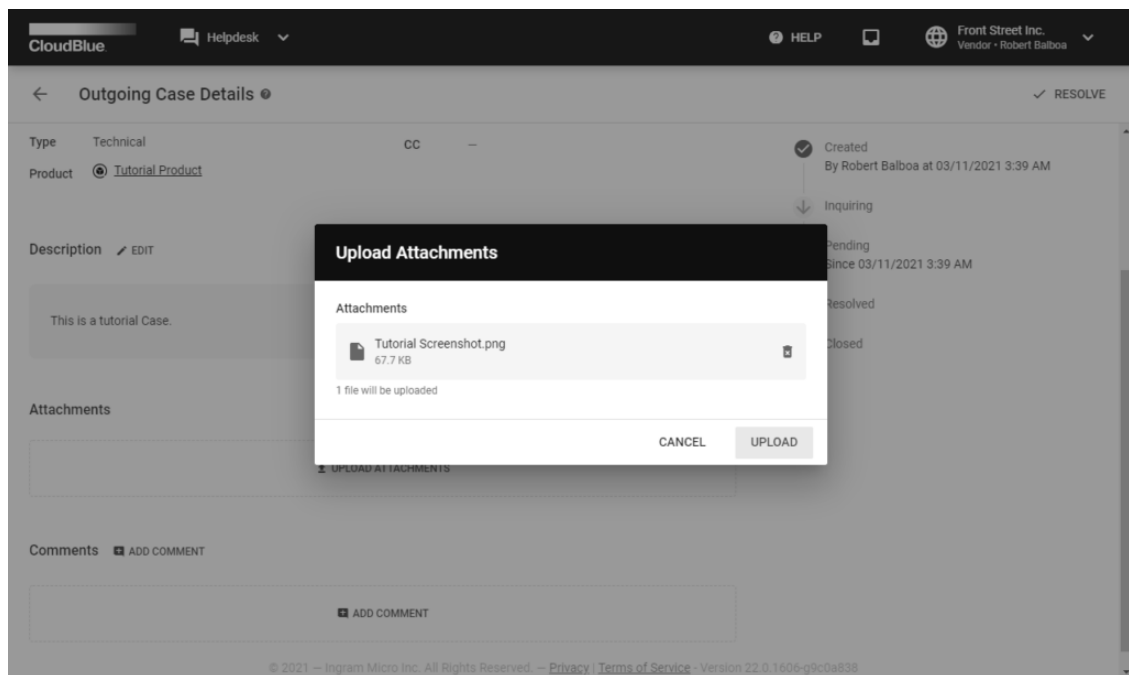 CloudBlue
Helpdesk
HELP
Front Street Inc.
Vendor • Robert Balboa
Outgoing Case Details
RESOLVE
Type Technical CC —
Product Tutorial Product
Created
By Robert Balboa at 03/11/2021 3:39 AM
Inquiring
Pending
Since 03/11/2021 3:39 AM
Resolved
Closed
Description EDIT
This is a tutorial Case.
Upload Attachments
Attachments
Tutorial Screenshot.png
67.7 KB
1 file will be uploaded
CANCEL UPLOAD
Attachments
UPLOAD ATTACHMENTS
Comments ADD COMMENT
ADD COMMENT
© 2021 — Ingram Micro Inc. All Rights Reserved. — Privacy | Terms of Service - Version 22.0.1606-g9c0a838